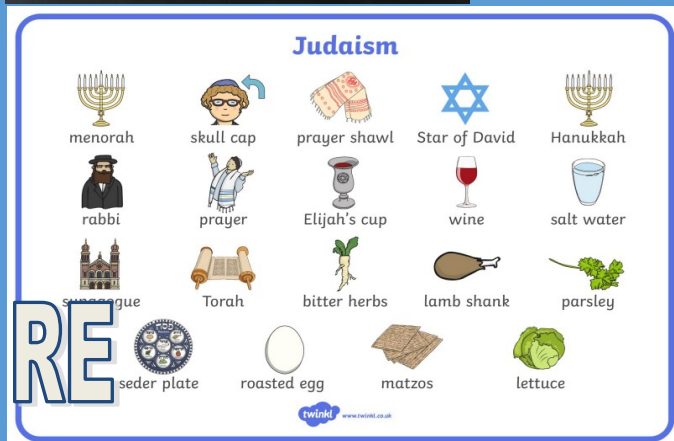 Judaism
menorah skull cap prayer shawl Star of David Hanukkah
rabbi prayer Elijah's cup wine salt water
synagogue Torah bitter herbs lamb shank parsley
RE
seder plate roasted egg matzos lettuce
twinkl www.twinkl.co.uk